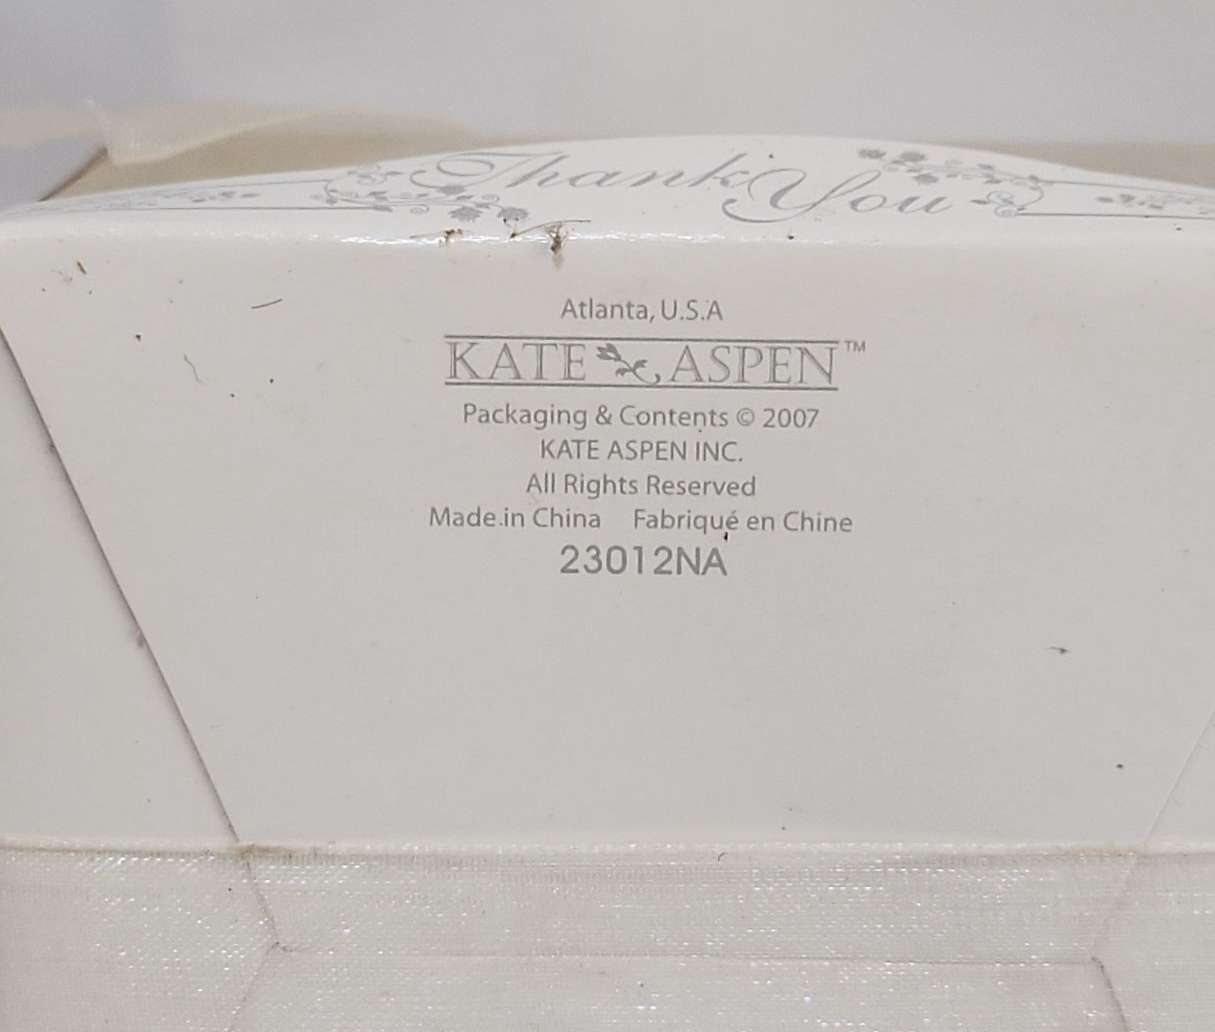 Thank You
Atlanta, U.S.A
KATE ASPEN™
Packaging & Contents © 2007
KATE ASPEN INC.
All Rights Reserved
Made in China Fabriqué en Chine
23012NA